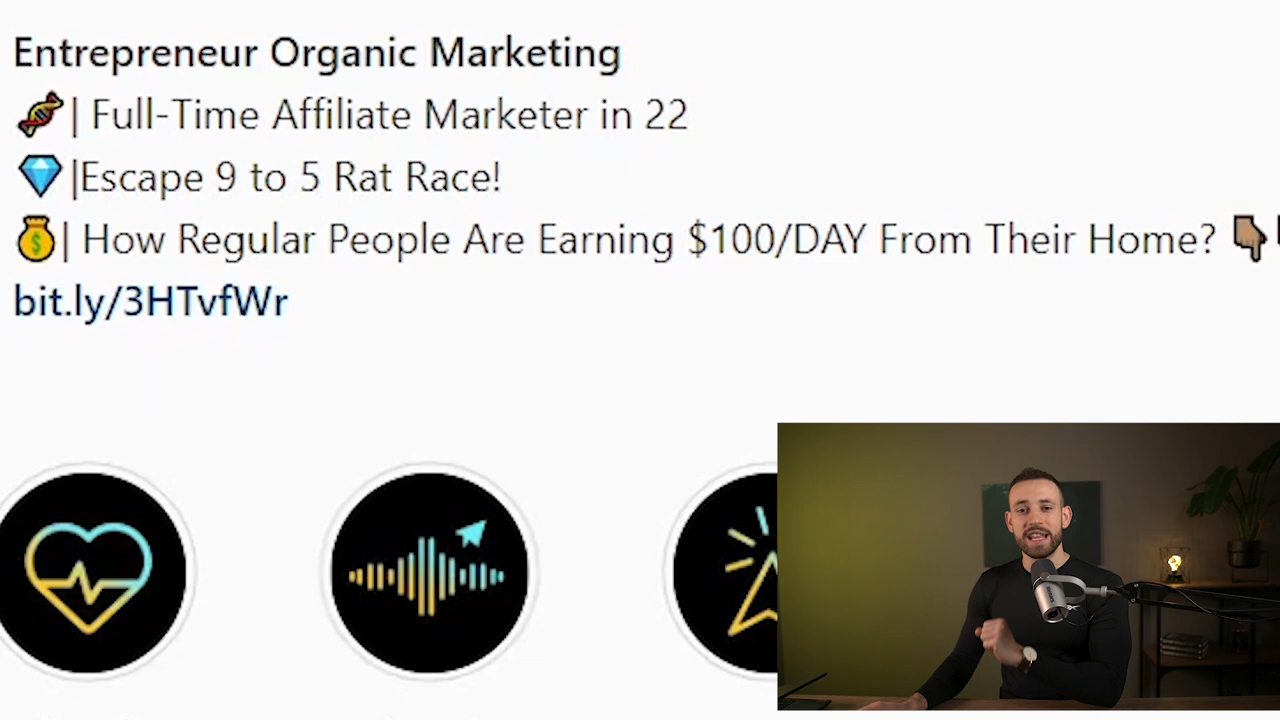 Entrepreneur Organic Marketing
🧬| Full-Time Affiliate Marketer in 22
💎|Escape 9 to 5 Rat Race!
💰| How Regular People Are Earning $100/DAY From Their Home? 👇🏽
bit.ly/3HTvfWr